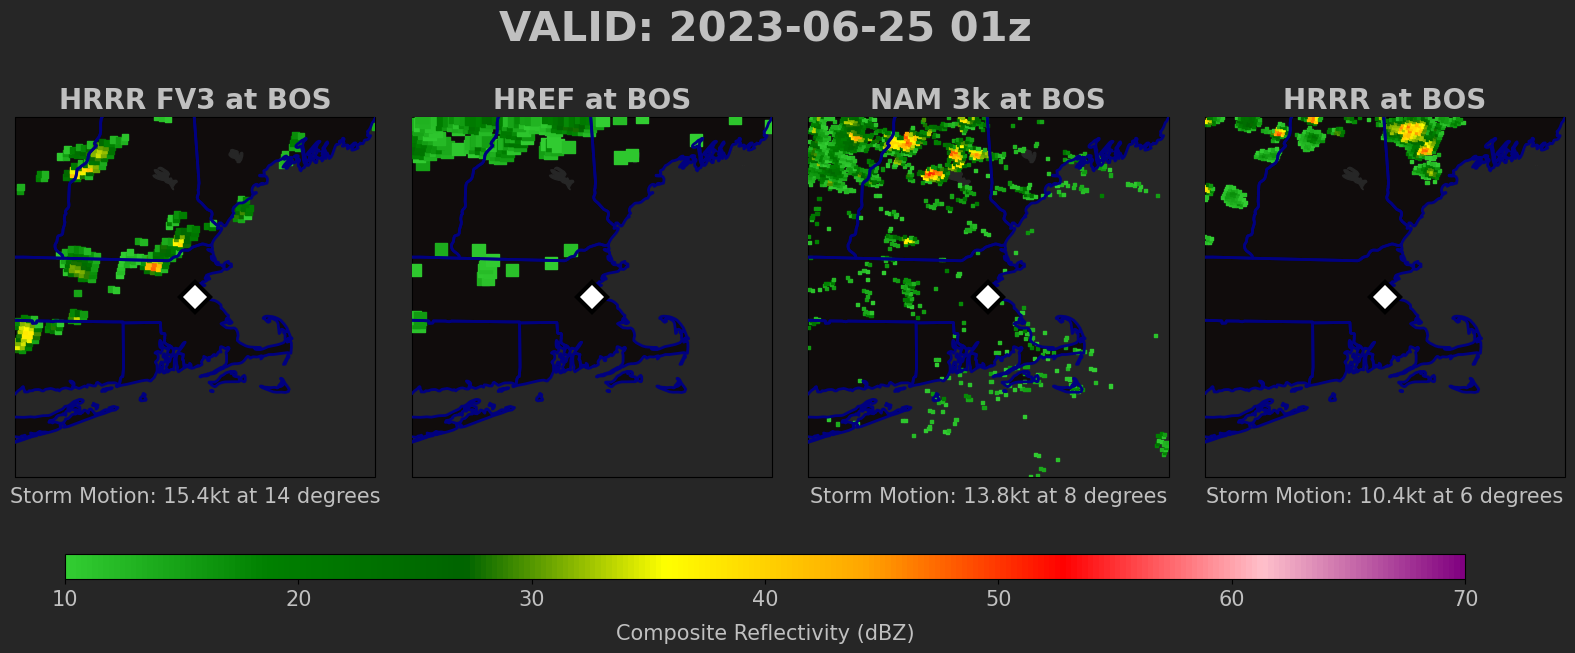 VALID: 2023-06-25 01z
HRRR FV3 at BOS
HREF at BOS
NAM 3k at BOS
HRRR at BOS
Storm Motion: 15.4kt at 14 degrees
Storm Motion: 13.8kt at 8 degrees
Storm Motion: 10.4kt at 6 degrees
10 20 30 40 50 60 70
Composite Reflectivity (dBZ)